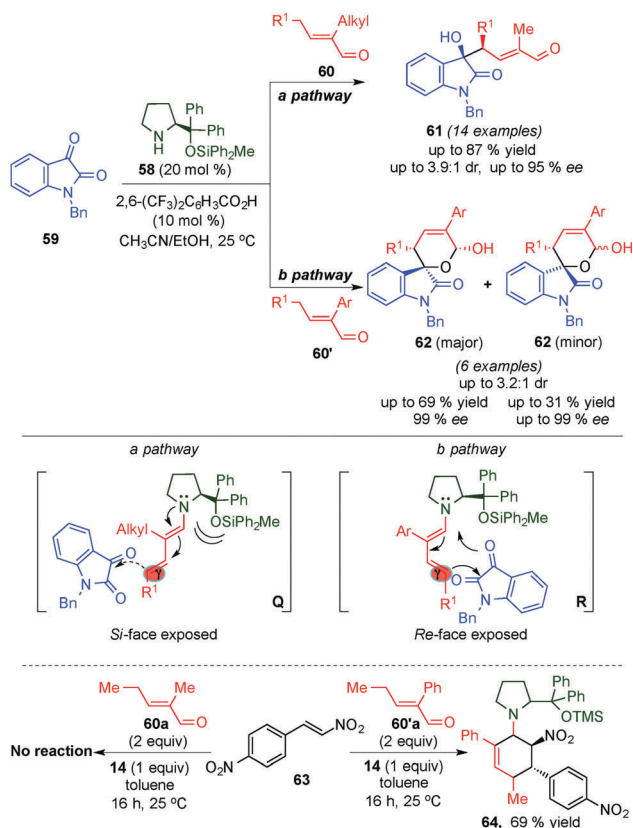 R1 Alkyl
O
60
a pathway
HO R1 Me
O
O
N
Bn
61 (14 examples)
up to 87 % yield
up to 3.9:1 dr, up to 95% ee
O
O
N
Bn
59
Ph
Ph
N
H
OSiPh2Me
58 (20 mol %)
2,6-(CF3)2C6H3CO2H
(10 mol %)
CH3CN/EtOH, 25 ºC
b pathway
R1 Ar
O
60'
Ar
R1 OH
O
O
N
Bn
62 (major)
+
Ar
R1 OH
O
O
N
Bn
62 (minor)
(6 examples)
up to 3.2:1 dr
up to 69 % yield up to 31 % yield
99 % ee up to 99 % ee
a pathway b pathway
Ph
N Ph
OSiPh2Me
Alkyl
O
γ
O R1
N
Bn
Q
Si-face exposed
Ph
N Ph
OSiPh2Me
Ar
O
γ
O
R1 N
Bn
R
Re-face exposed
Me Me
O
60a
(2 equiv)
No reaction
14 (1 equiv)
toluene
16 h, 25 ºC
NO2
O2N
63
Me Ph
O
60'a
(2 equiv)
14 (1 equiv)
toluene
16 h, 25 ºC
Ph
Ph
N OTMS
Ph NO2
Me
NO2
64, 69 % yield